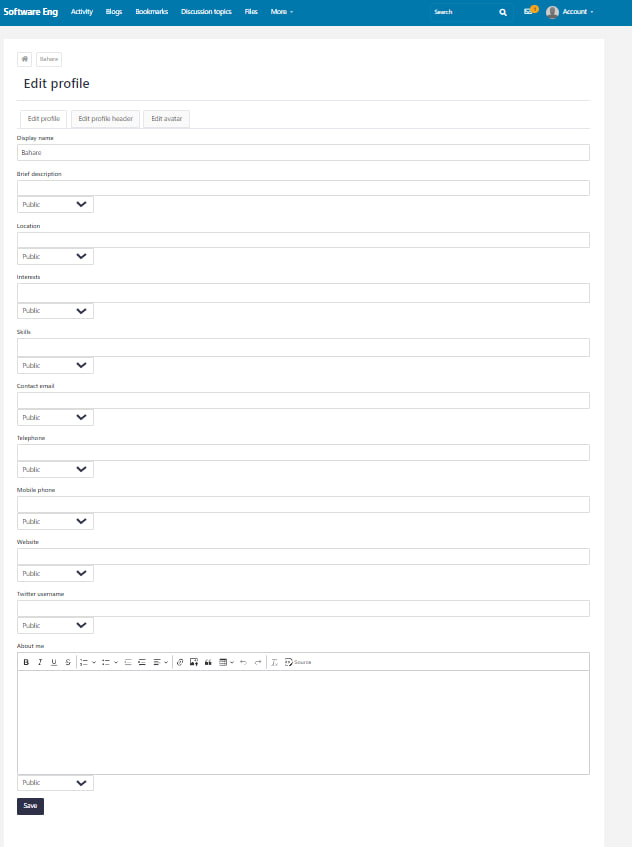 Software Eng Activity Blogs Bookmarks Discussion topics Files More Search 3 Account
Bahare
Edit profile
Edit profile Edit profile header Edit avatar
Display name
Bahare
Brief description
Public
Location
Public
Interests
Public
Skills
Public
Contact email
Public
Telephone
Public
Mobile phone
Public
Website
Public
Twitter username
Public
About me
B I U S Source
Public
Save